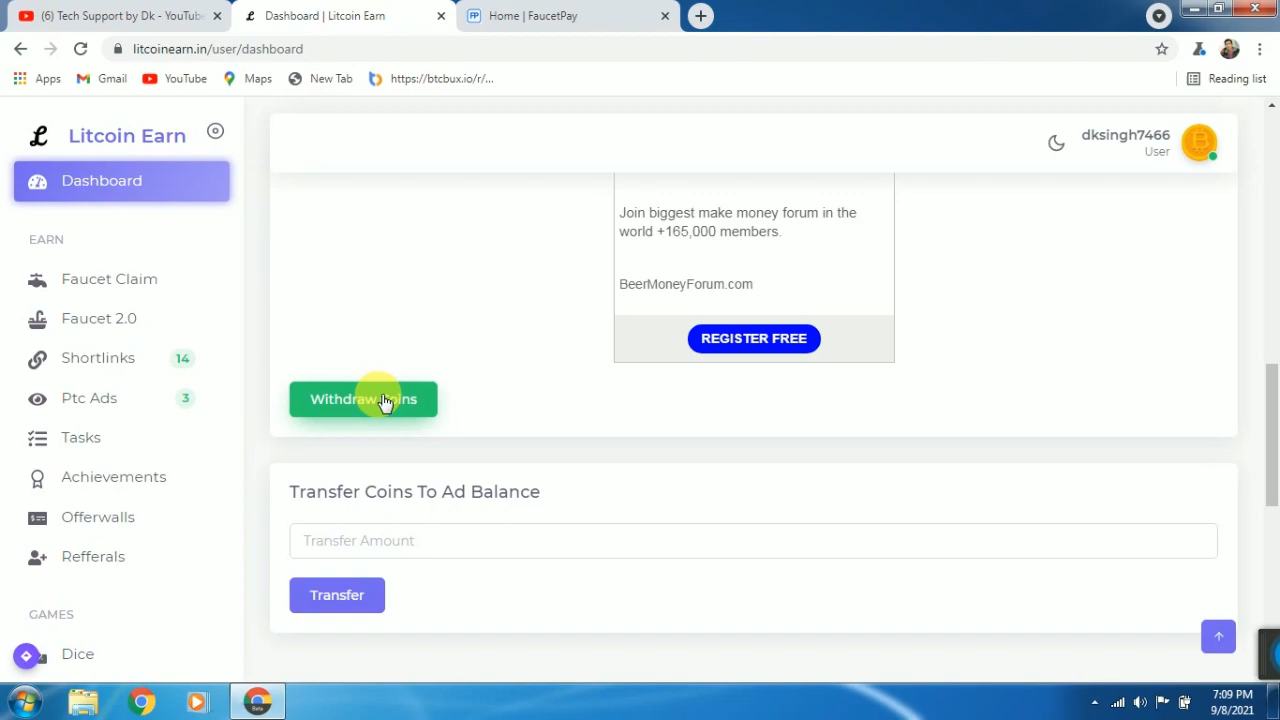 (6) Tech Support by Dk - YouTube
Dashboard | Litcoin Earn
Home | FaucetPay
litcoinearn.in/user/dashboard
Apps
Gmail
YouTube
Maps
New Tab
https://btcbux.io/r/...
Reading list
Litcoin Earn
dksingh7466
User
Dashboard
EARN
Faucet Claim
Faucet 2.0
Shortlinks
14
Ptc Ads
3
Tasks
Achievements
Offerwalls
Refferals
GAMES
Dice
Join biggest make money forum in the
world +165,000 members.
BeerMoneyForum.com
REGISTER FREE
Withdraw Coins
Transfer Coins To Ad Balance
Transfer Amount
Transfer
7:09 PM
9/8/2021